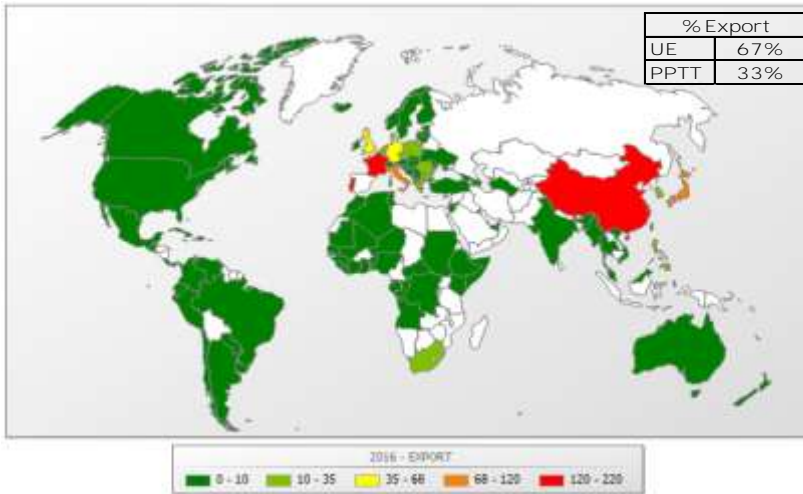 % Export
UE 67%
PPTT 33%
2016 - EXPORT
0 - 10 10 - 35 35 - 68 68 - 120 120 - 220